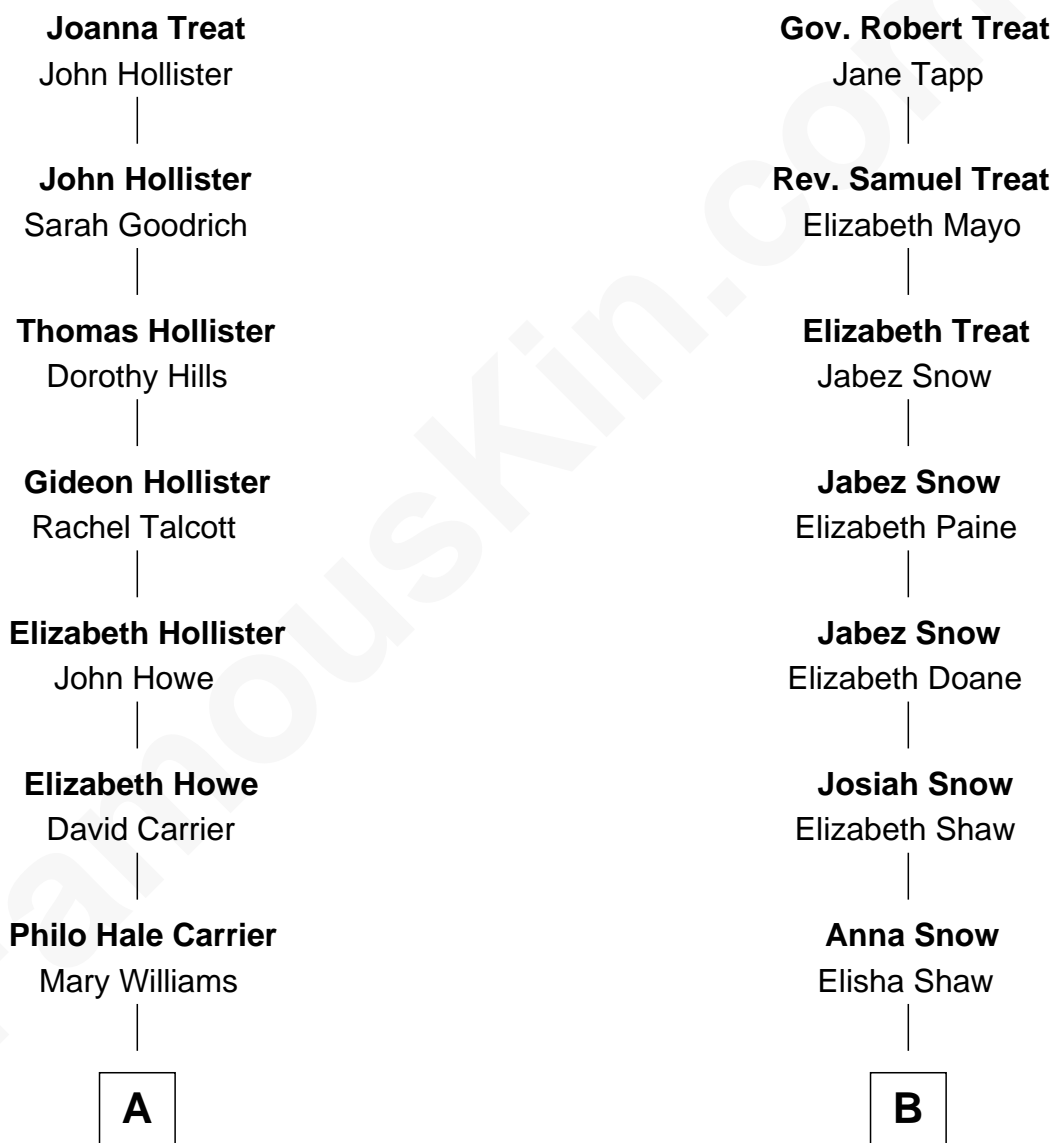 Joanna Treat
John Hollister
John Hollister
Sarah Goodrich
Thomas Hollister
Dorothy Hills
Gideon Hollister
Rachel Talcott
Elizabeth Hollister
John Howe
Elizabeth Howe
David Carrier
Philo Hale Carrier
Mary Williams
A
Gov. Robert Treat
Jane Tapp
Rev. Samuel Treat
Elizabeth Mayo
Elizabeth Treat
Jabez Snow
Jabez Snow
Elizabeth Paine
Jabez Snow
Elizabeth Doane
Josiah Snow
Elizabeth Shaw
Anna Snow
Elisha Shaw
B
FamousKin.com